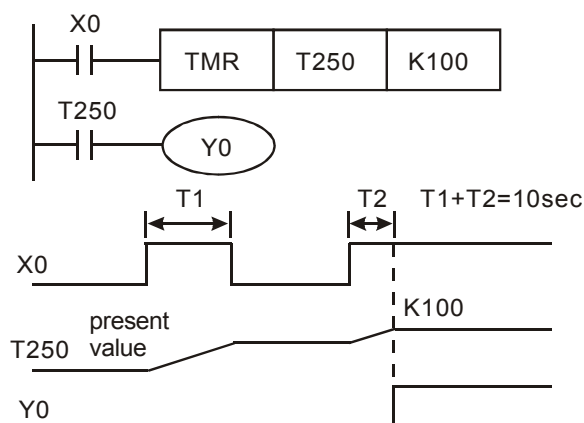 X0
TMR T250 K100
T250
Y0
T1 T2 T1+T2=10sec
X0
K100
present
value
T250
Y0